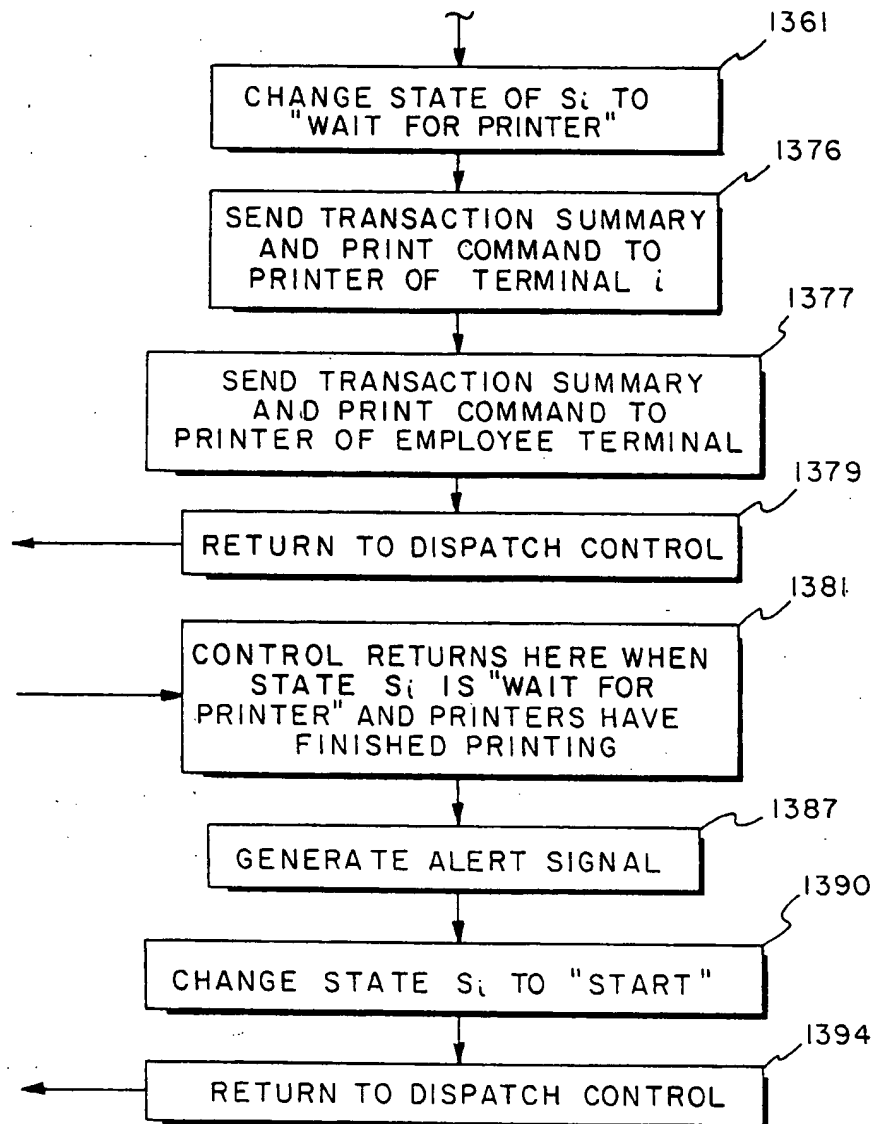 1361
CHANGE STATE OF Si TO
"WAIT FOR PRINTER"
1376
SEND TRANSACTION SUMMARY
AND PRINT COMMAND TO
PRINTER OF TERMINAL i
1377
SEND TRANSACTION SUMMARY
AND PRINT COMMAND TO
PRINTER OF EMPLOYEE TERMINAL
1379
RETURN TO DISPATCH CONTROL
1381
CONTROL RETURNS HERE WHEN
STATE Si IS "WAIT FOR
PRINTER" AND PRINTERS HAVE
FINISHED PRINTING
1387
GENERATE ALERT SIGNAL
1390
CHANGE STATE Si TO "START"
1394
RETURN TO DISPATCH CONTROL